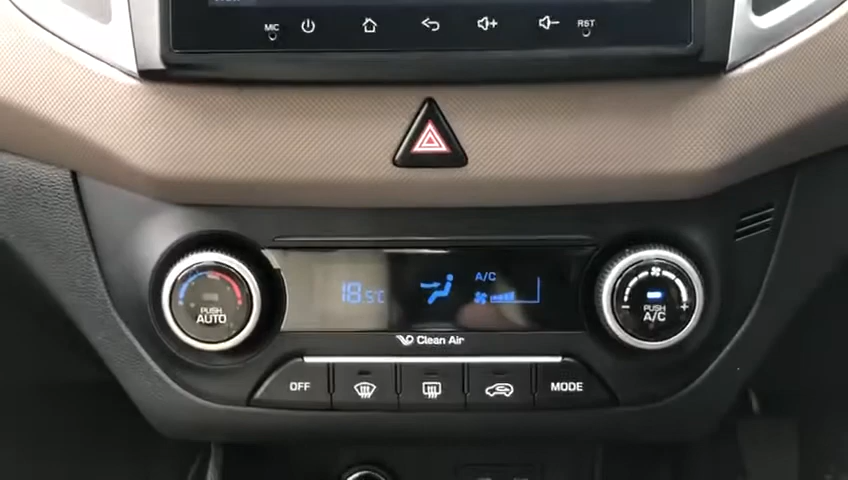 MIC
RST
18.5°C
A/C
Clean Air
PUSH
AUTO
PUSH
A/C
OFF
MODE